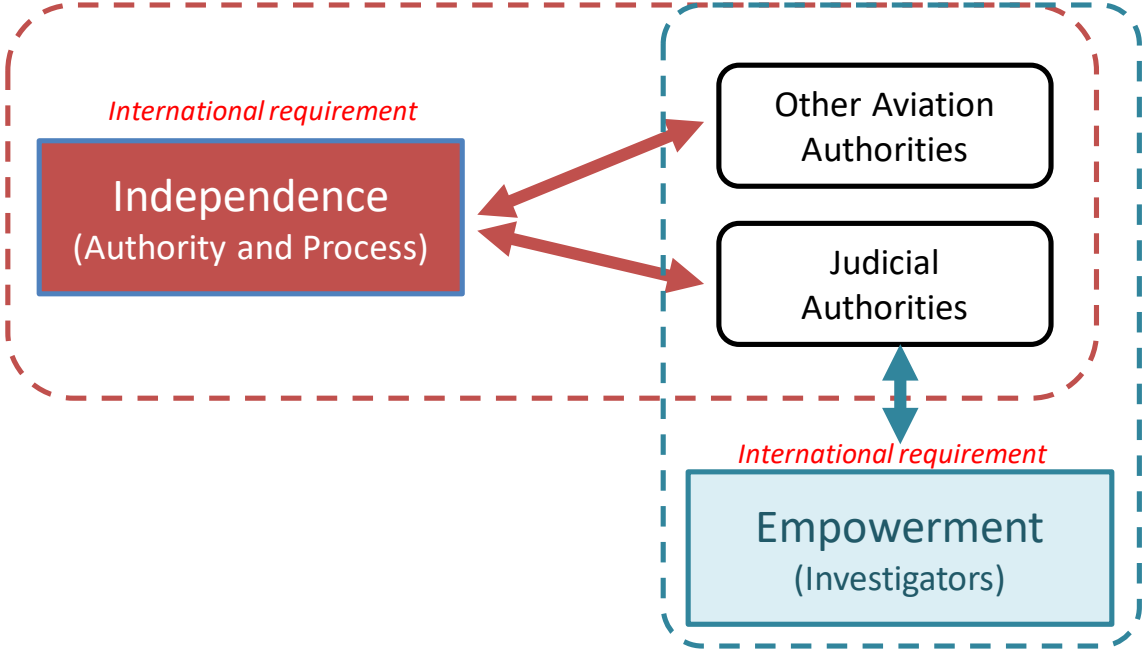 International requirement
Independence
(Authority and Process)
Other Aviation
Authorities
Judicial
Authorities
International requirement
Empowerment
(Investigators)